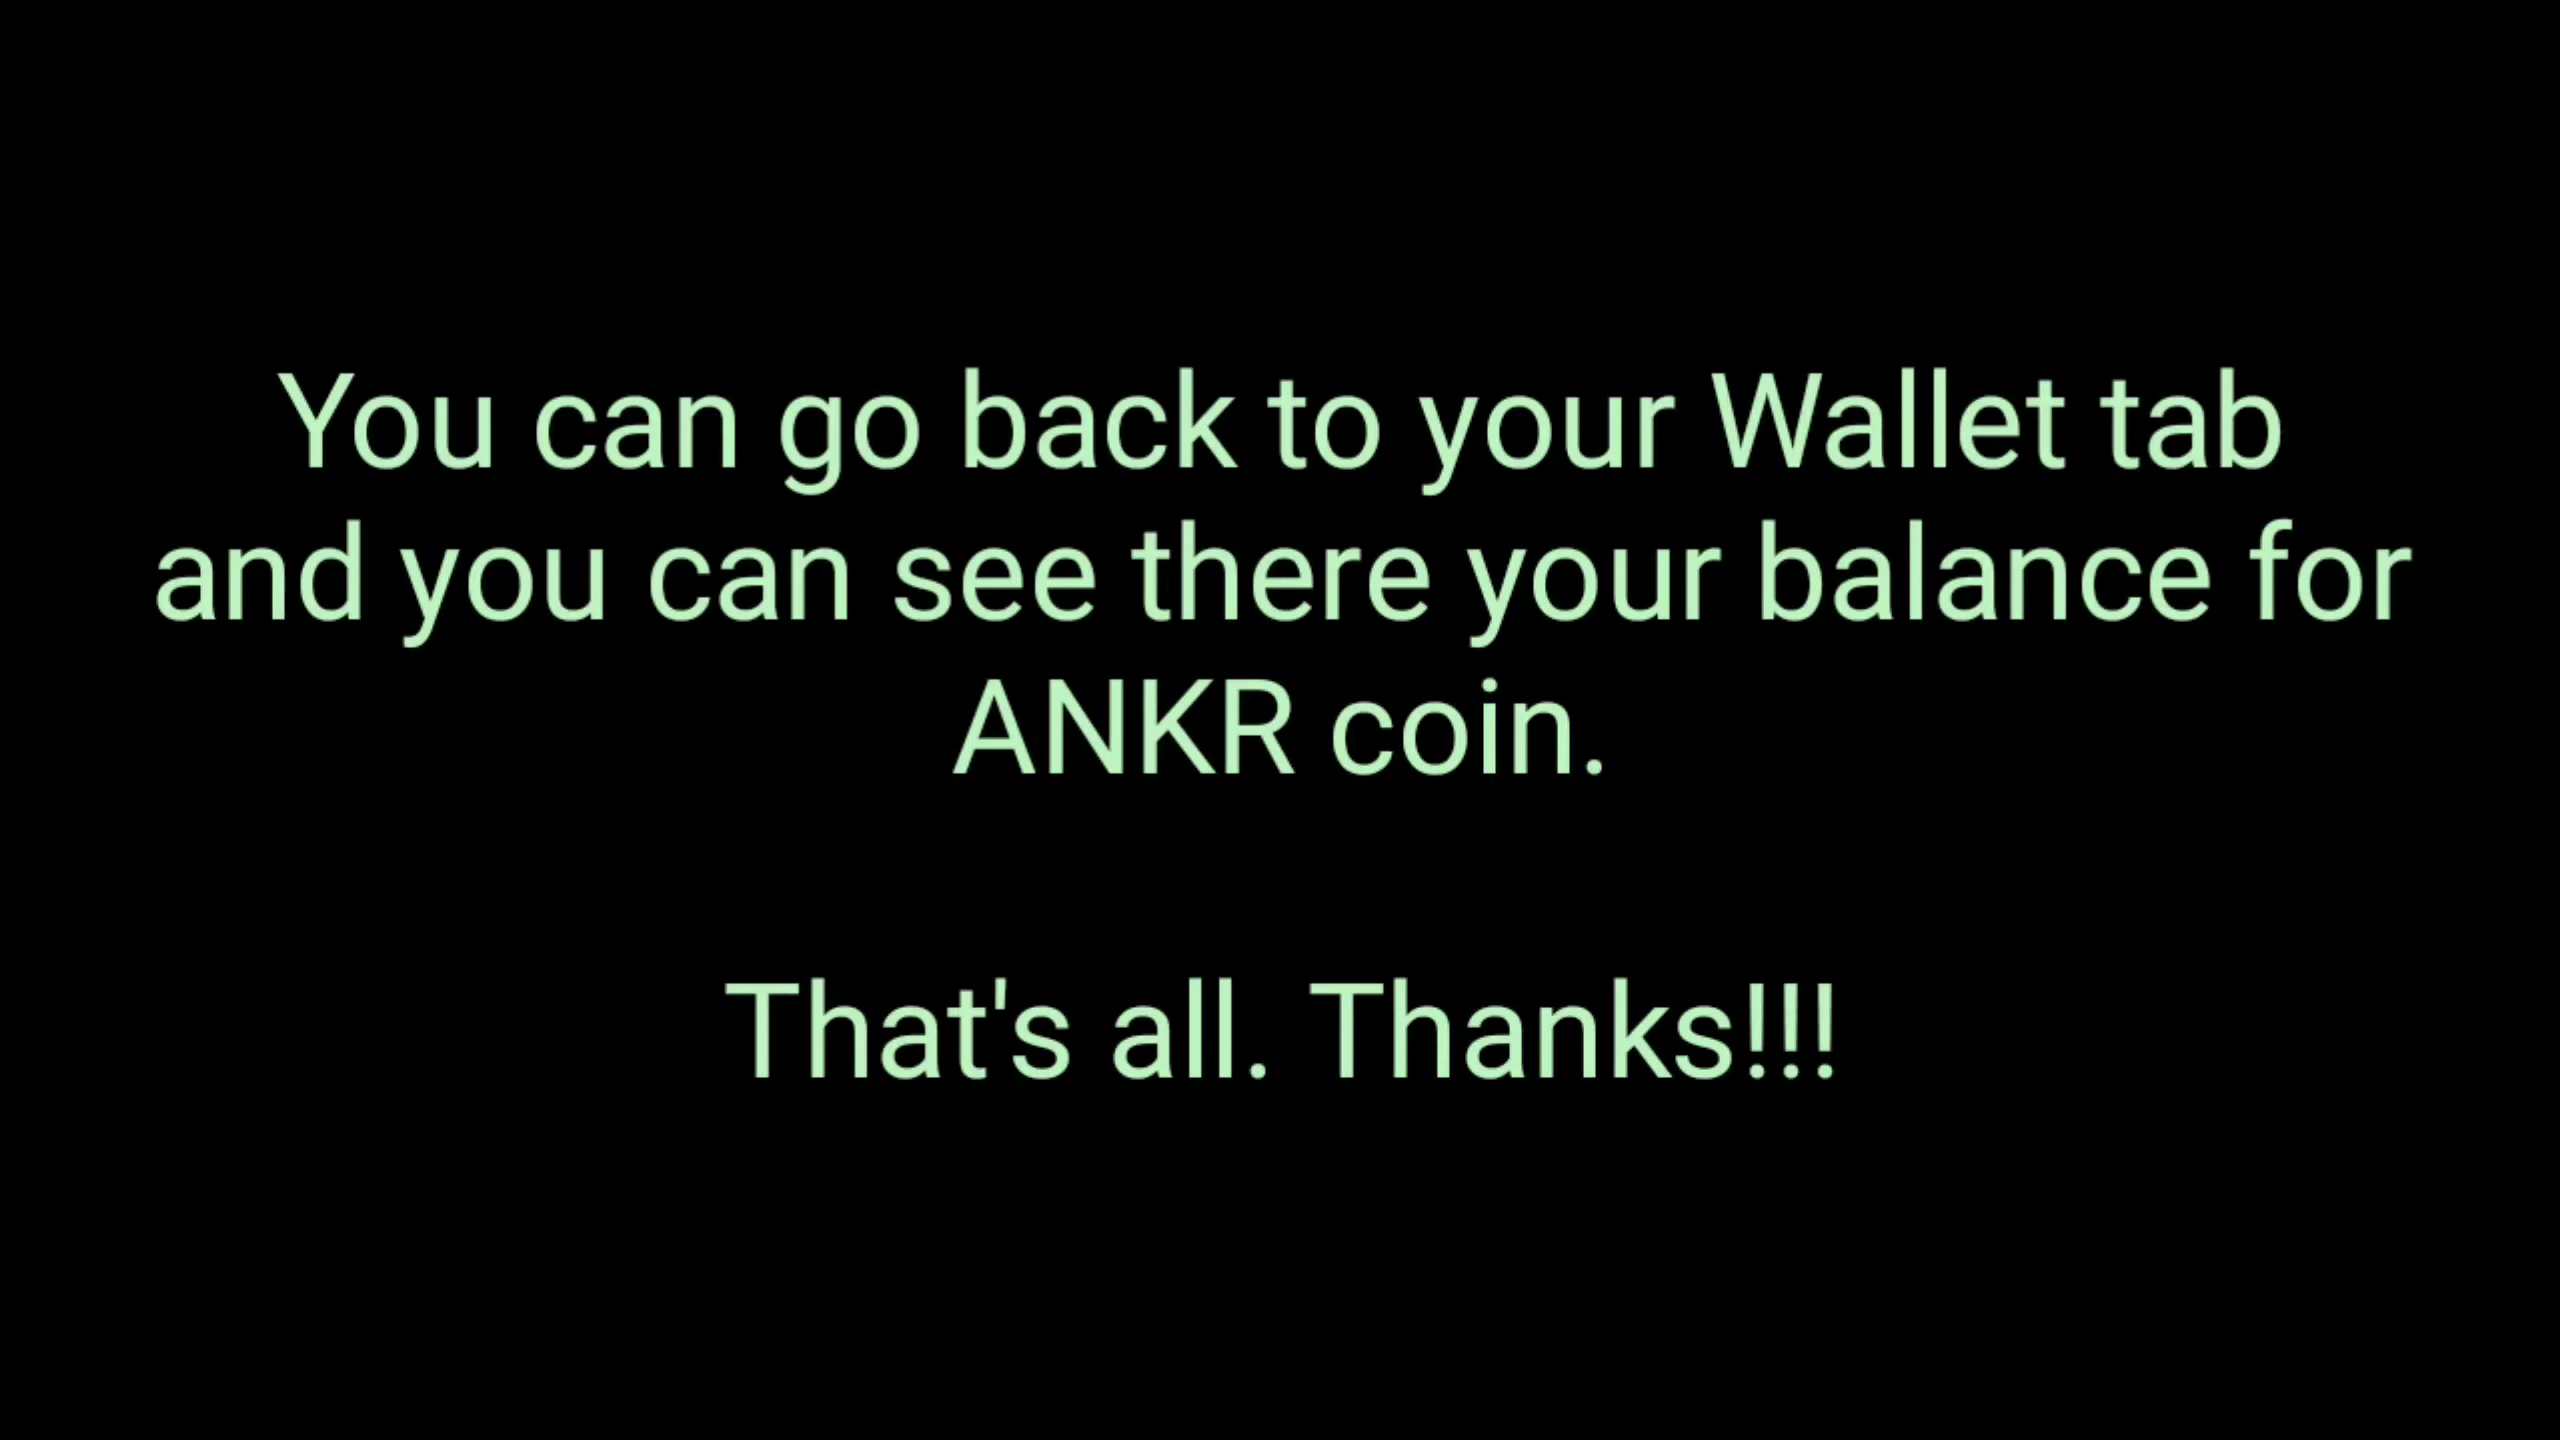 You can go back to your Wallet tab
and you can see there your balance for
ANKR coin.
That's all. Thanks!!!